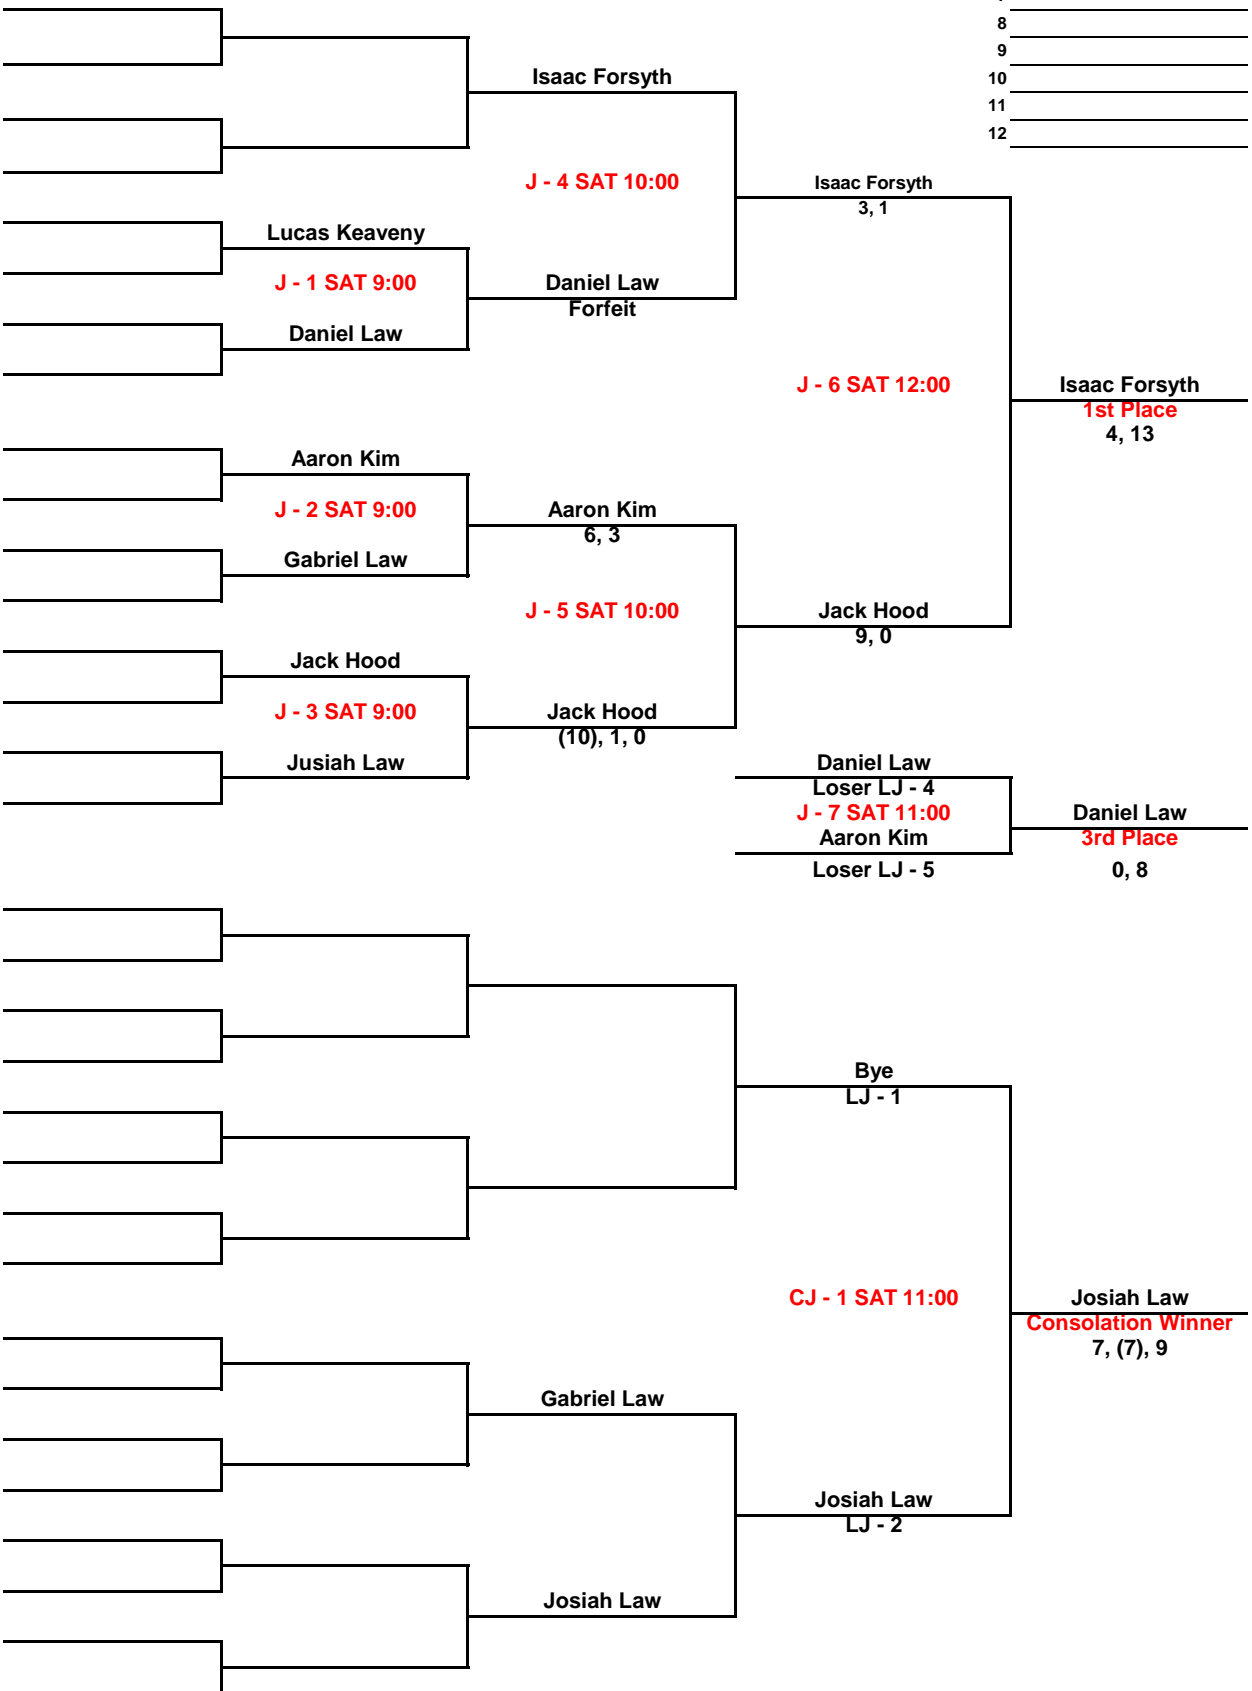 8
9
10
11
12
Isaac Forsyth
J - 4 SAT 10:00
Isaac Forsyth
3, 1
Lucas Keaveny
J - 1 SAT 9:00
Daniel Law
Forfeit
Daniel Law
J - 6 SAT 12:00
Isaac Forsyth
1st Place
4, 13
Aaron Kim
J - 2 SAT 9:00
Aaron Kim
6, 3
Gabriel Law
J - 5 SAT 10:00
Jack Hood
9, 0
Jack Hood
J - 3 SAT 9:00
Jack Hood
(10), 1, 0
Jusiah Law
Daniel Law
Loser LJ - 4
J - 7 SAT 11:00
Aaron Kim
Loser LJ - 5
Daniel Law
3rd Place
0, 8
Bye
LJ - 1
CJ - 1 SAT 11:00
Josiah Law
Consolation Winner
7, (7), 9
Gabriel Law
Josiah Law
LJ - 2
Josiah Law